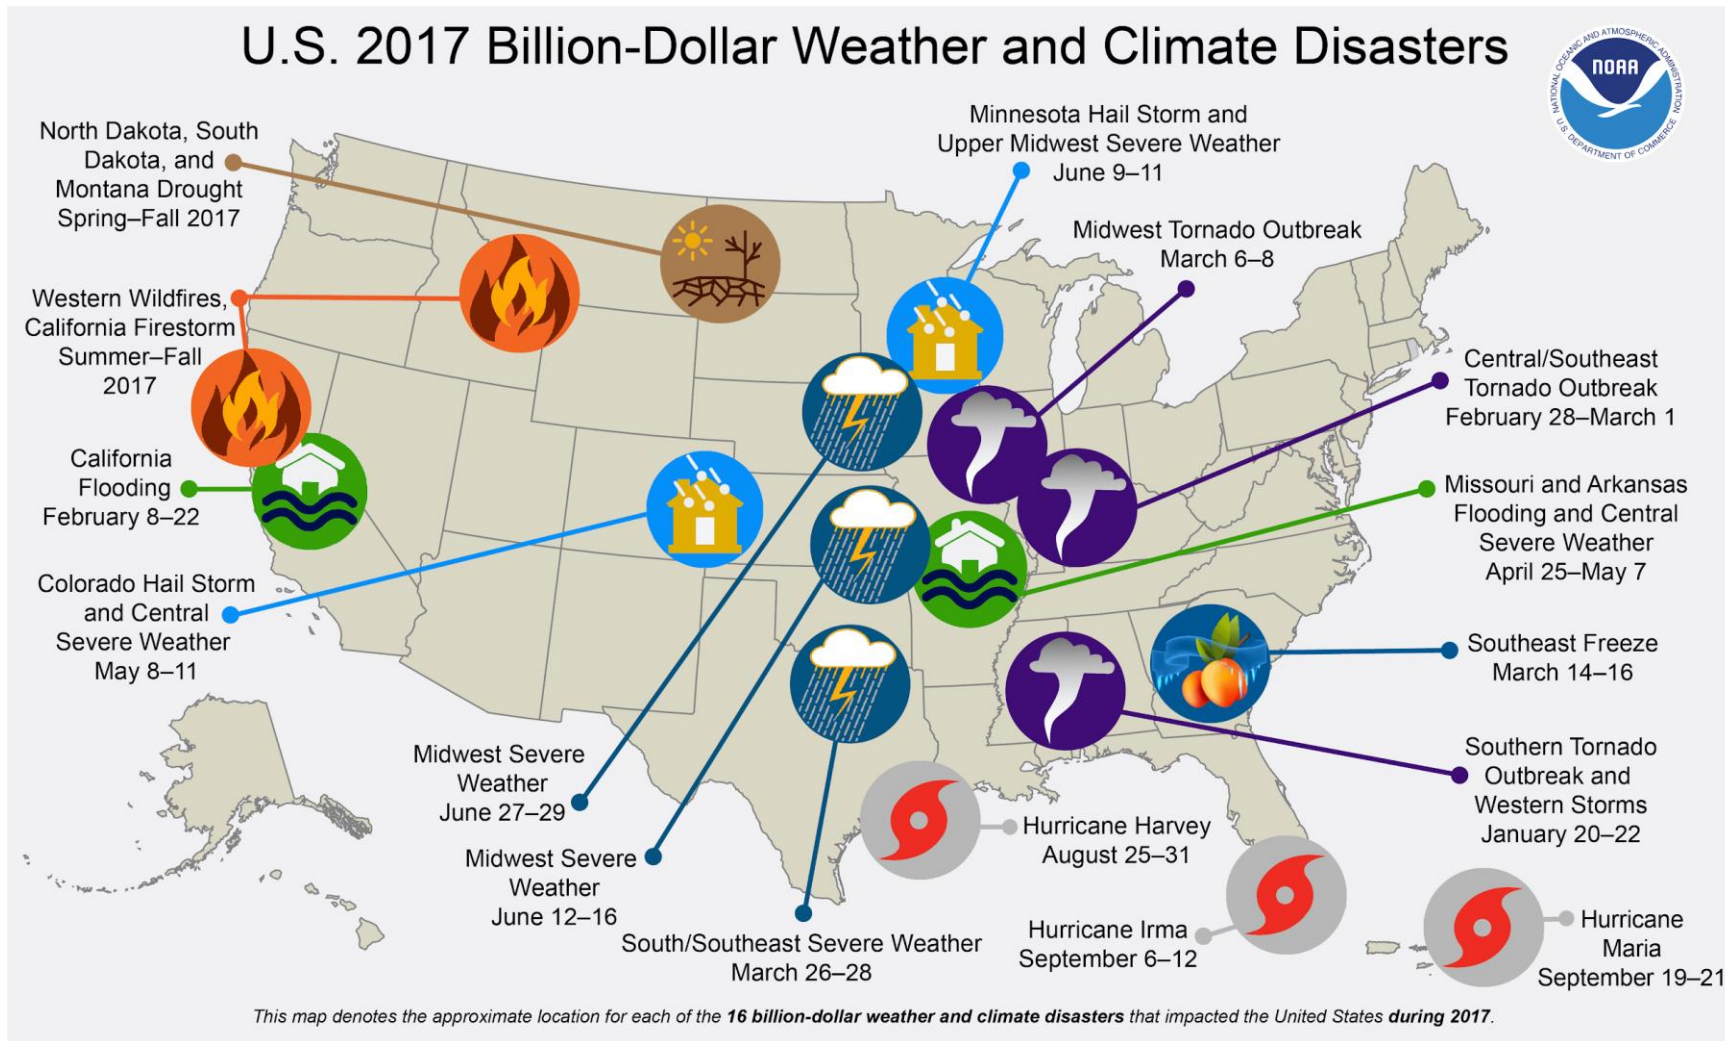 U.S. 2017 Billion-Dollar Weather and Climate Disasters
NATIONAL OCEANIC AND ATMOSPHERIC ADMINISTRATION
NOAA
U.S. DEPARTMENT OF COMMERCE
North Dakota, South
Dakota, and
Montana Drought
Spring–Fall 2017
Minnesota Hail Storm and
Upper Midwest Severe Weather
June 9–11
Midwest Tornado Outbreak
March 6–8
Western Wildfires,
California Firestorm
Summer–Fall
2017
Central/Southeast
Tornado Outbreak
February 28–March 1
California
Flooding
February 8–22
Missouri and Arkansas
Flooding and Central
Severe Weather
April 25–May 7
Colorado Hail Storm
and Central
Severe Weather
May 8–11
Southeast Freeze
March 14–16
Midwest Severe
Weather
June 27–29
Southern Tornado
Outbreak and
Western Storms
January 20–22
Midwest Severe
Weather
June 12–16
Hurricane Harvey
August 25–31
South/Southeast Severe Weather
March 26–28
Hurricane Irma
September 6–12
Hurricane
Maria
September 19–21
This map denotes the approximate location for each of the 16 billion-dollar weather and climate disasters that impacted the United States during 2017.